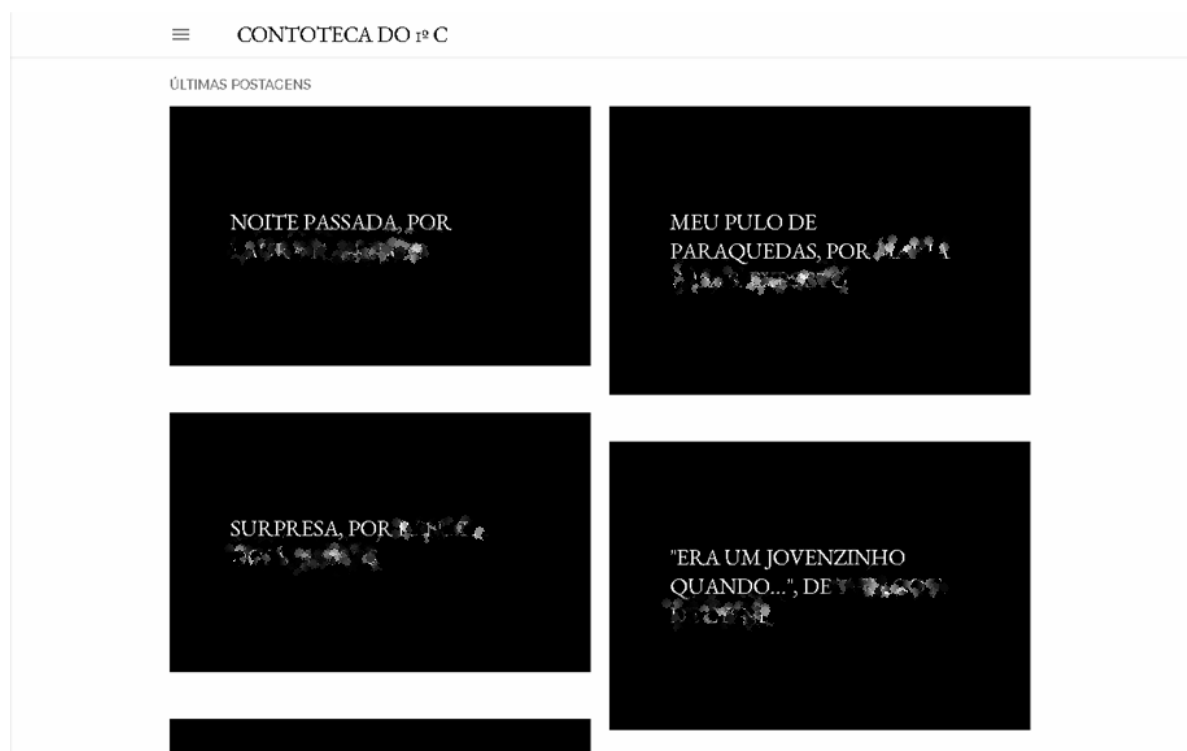 CONTOTECA DO 1º C
ÚLTIMAS POSTAGENS
NOITE PASSADA, POR
MEU PULO DE
PARAQUEDAS, POR
SURPRESA, POR
"ERA UM JOVENZINHO
QUANDO...", DE